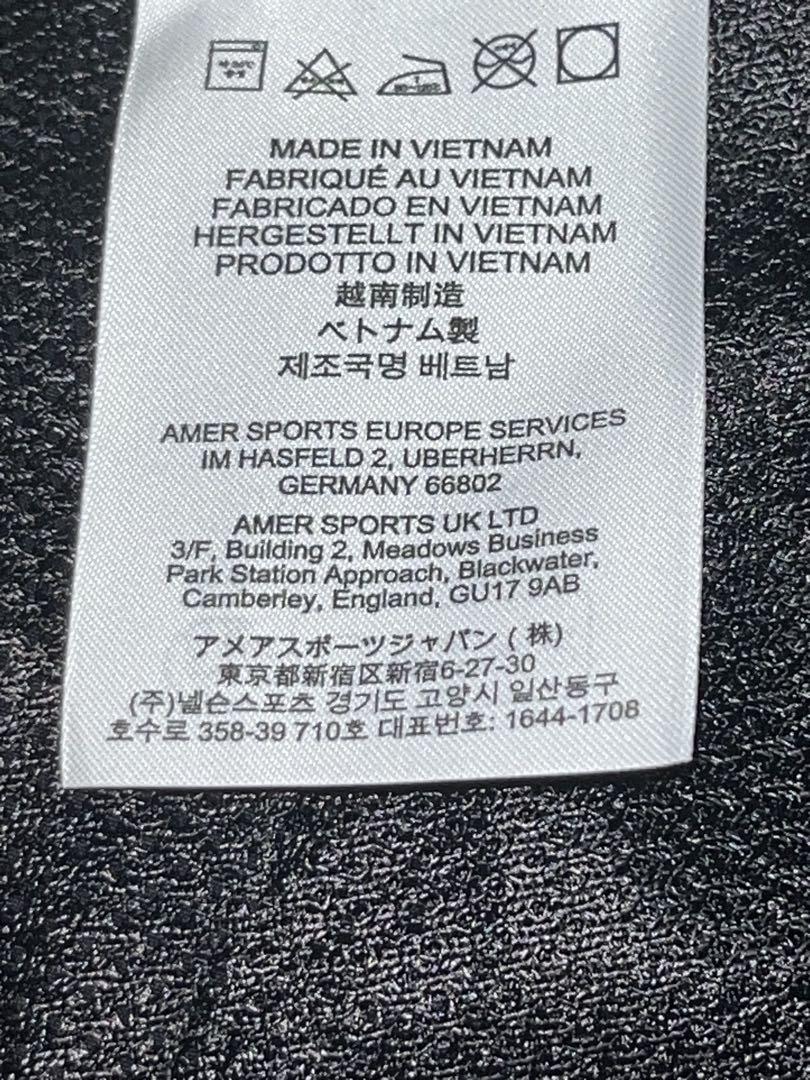 MADE IN VIETNAM
FABRIQUÉ AU VIETNAM
FABRICADO EN VIETNAM
HERGESTELLT IN VIETNAM
PRODOTTO IN VIETNAM
越南制造
ベトナム製
제조국명 베트남
AMER SPORTS EUROPE SERVICES
IM HASFELD 2, UBERHERRN,
GERMANY 66802
AMER SPORTS UK LTD
3/F, Building 2, Meadows Business
Park Station Approach, Blackwater,
Camberley, England, GU17 9AB
アメアスポーツジャパン (株)
東京都新宿区新宿6-27-30
(주)넬슨스포츠 경기도 고양시 일산동구
호수로 358-39 710호 대표번호: 1644-1708